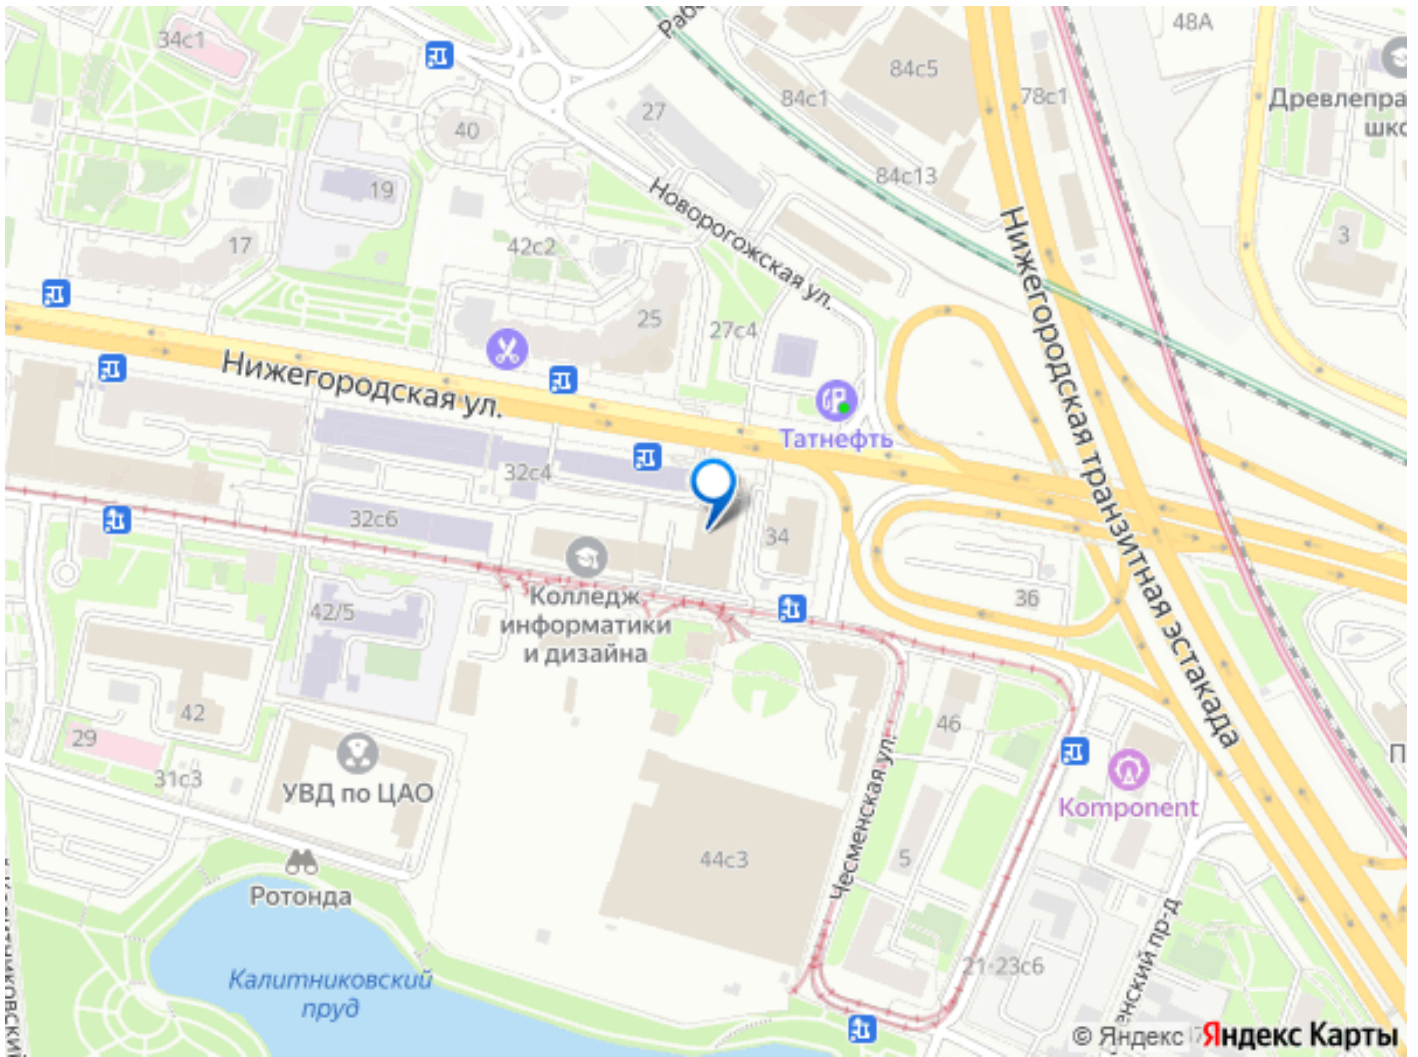 34с1
48А
84с5
84с1
78с1
27
40
Древлепра
шко
84с13
19
Новорогожская ул.
17
42с2
3
25
27с4
Нижегородская транзитная эстакада
Нижегородская ул.
Татнефть
32с4
32с6
34
Колледж
информатики
и дизайна
36
42/5
42
46
29
31с3
УВД по ЦАО
Komponent
Чесменская ул.
44с3
5
Ротонда
Калитниковский
пруд
21-23с6
© Яндекс
Яндекс Карты